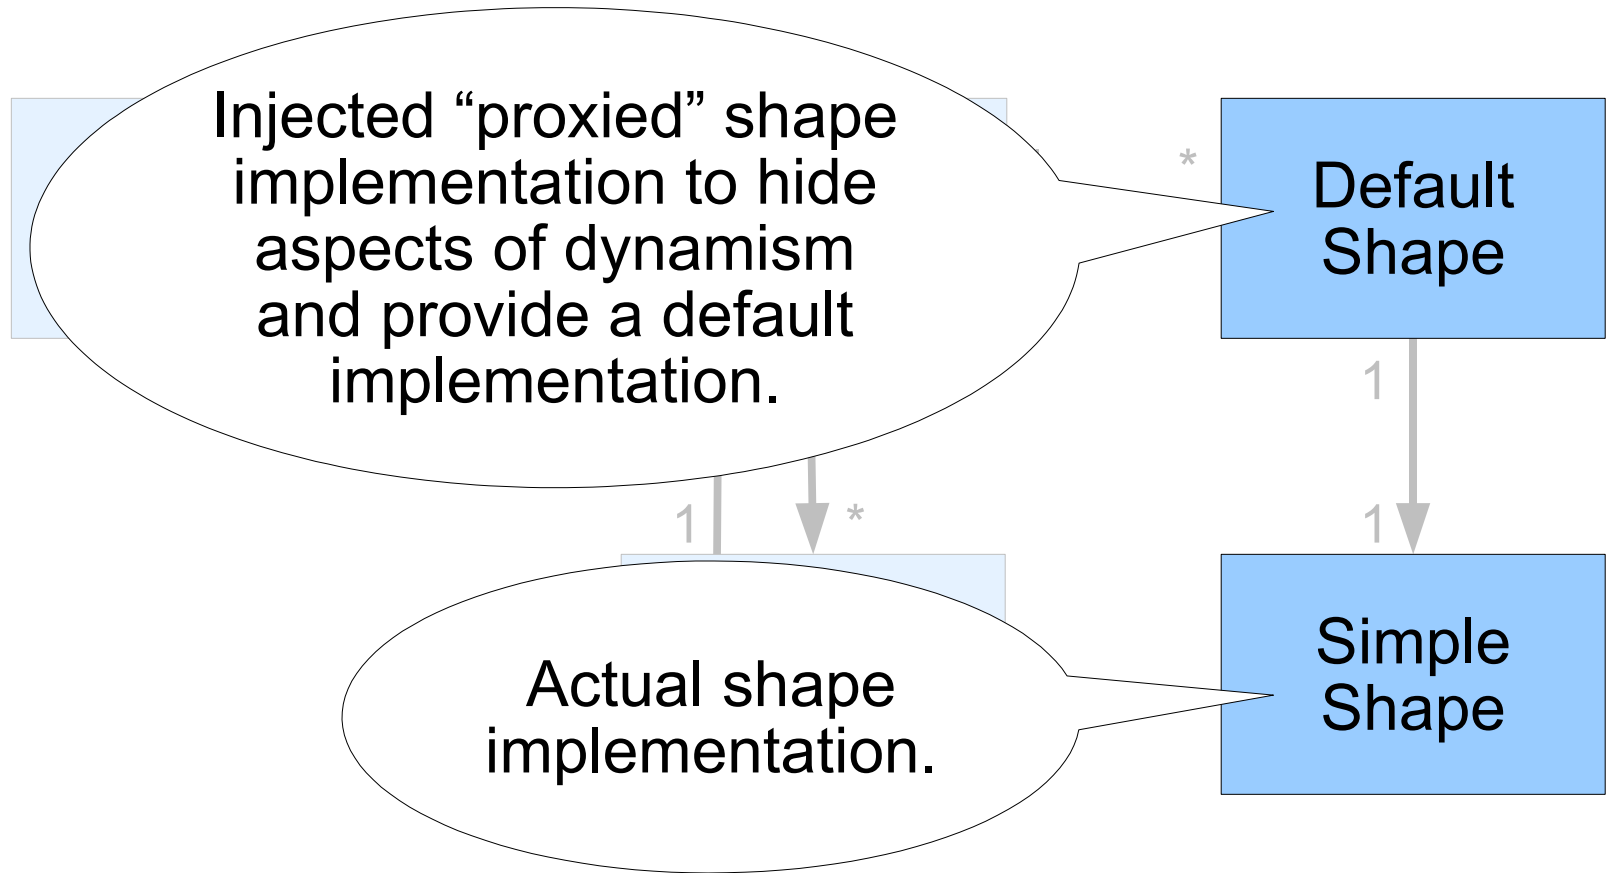 Injected “proxied” shape
implementation to hide
aspects of dynamism
and provide a default
implementation.
*
Default
Shape
1
1
*
1
Actual shape
implementation.
Simple
Shape